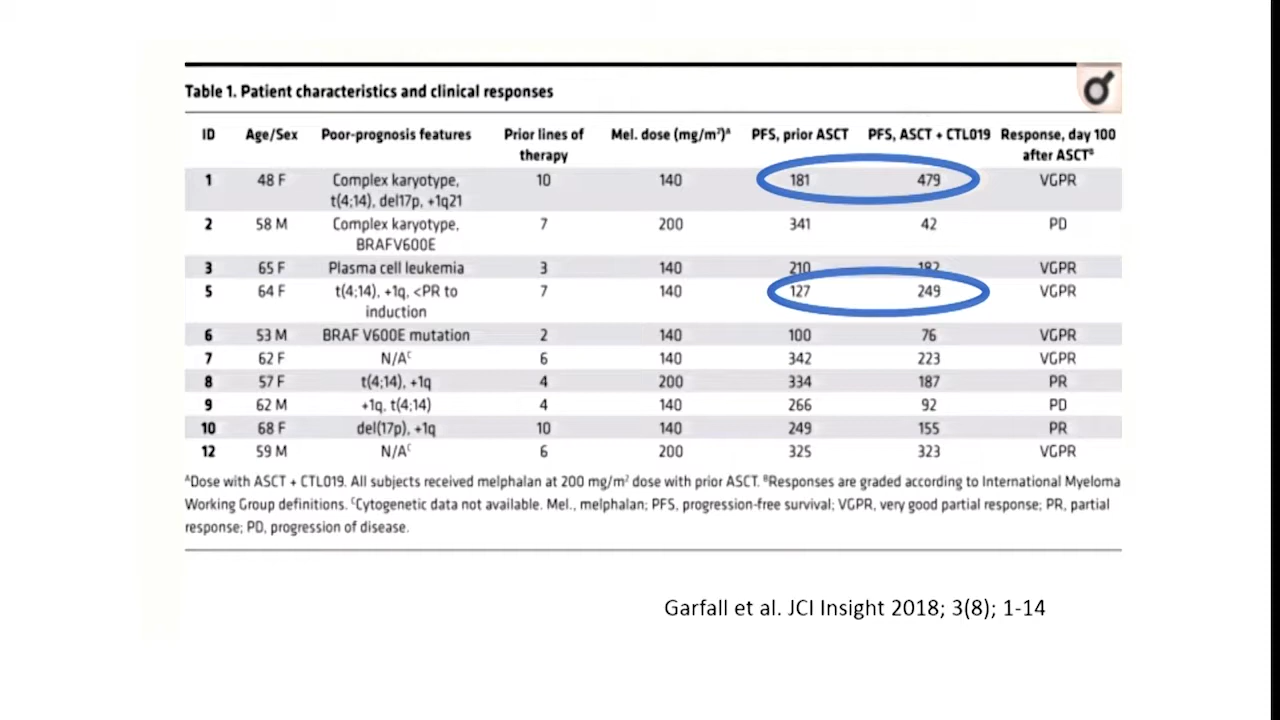 Table 1. Patient characteristics and clinical responses
ID Age/Sex Poor-prognosis features Prior lines of therapy Mel. dose (mg/m²)ᴬ PFS, prior ASCT PFS, ASCT + CTL019 Response, day 100 after ASCTᴮ
1 48 F Complex karyotype, t(4;14), del17p, +1q21 10 140 181 479 VGPR
2 58 M Complex karyotype, BRAFV600E 7 200 341 42 PD
3 65 F Plasma cell leukemia 3 140 210 182 VGPR
5 64 F t(4;14), +1q, <PR to induction 7 140 127 249 VGPR
6 53 M BRAF V600E mutation 2 140 100 76 VGPR
7 62 F N/Aᶜ 6 140 342 223 VGPR
8 57 F t(4;14), +1q 4 200 334 187 PR
9 62 M +1q, t(4;14) 4 140 266 92 PD
10 68 F del(17p), +1q 10 140 249 155 PR
12 59 M N/Aᶜ 6 200 325 323 VGPR
ᴬDose with ASCT + CTL019. All subjects received melphalan at 200 mg/m² dose with prior ASCT. ᴮResponses are graded according to International Myeloma
Working Group definitions. ᶜCytogenetic data not available. Mel., melphalan; PFS, progression-free survival; VGPR, very good partial response; PR, partial
response; PD, progression of disease.
Garfall et al. JCI Insight 2018; 3(8); 1-14